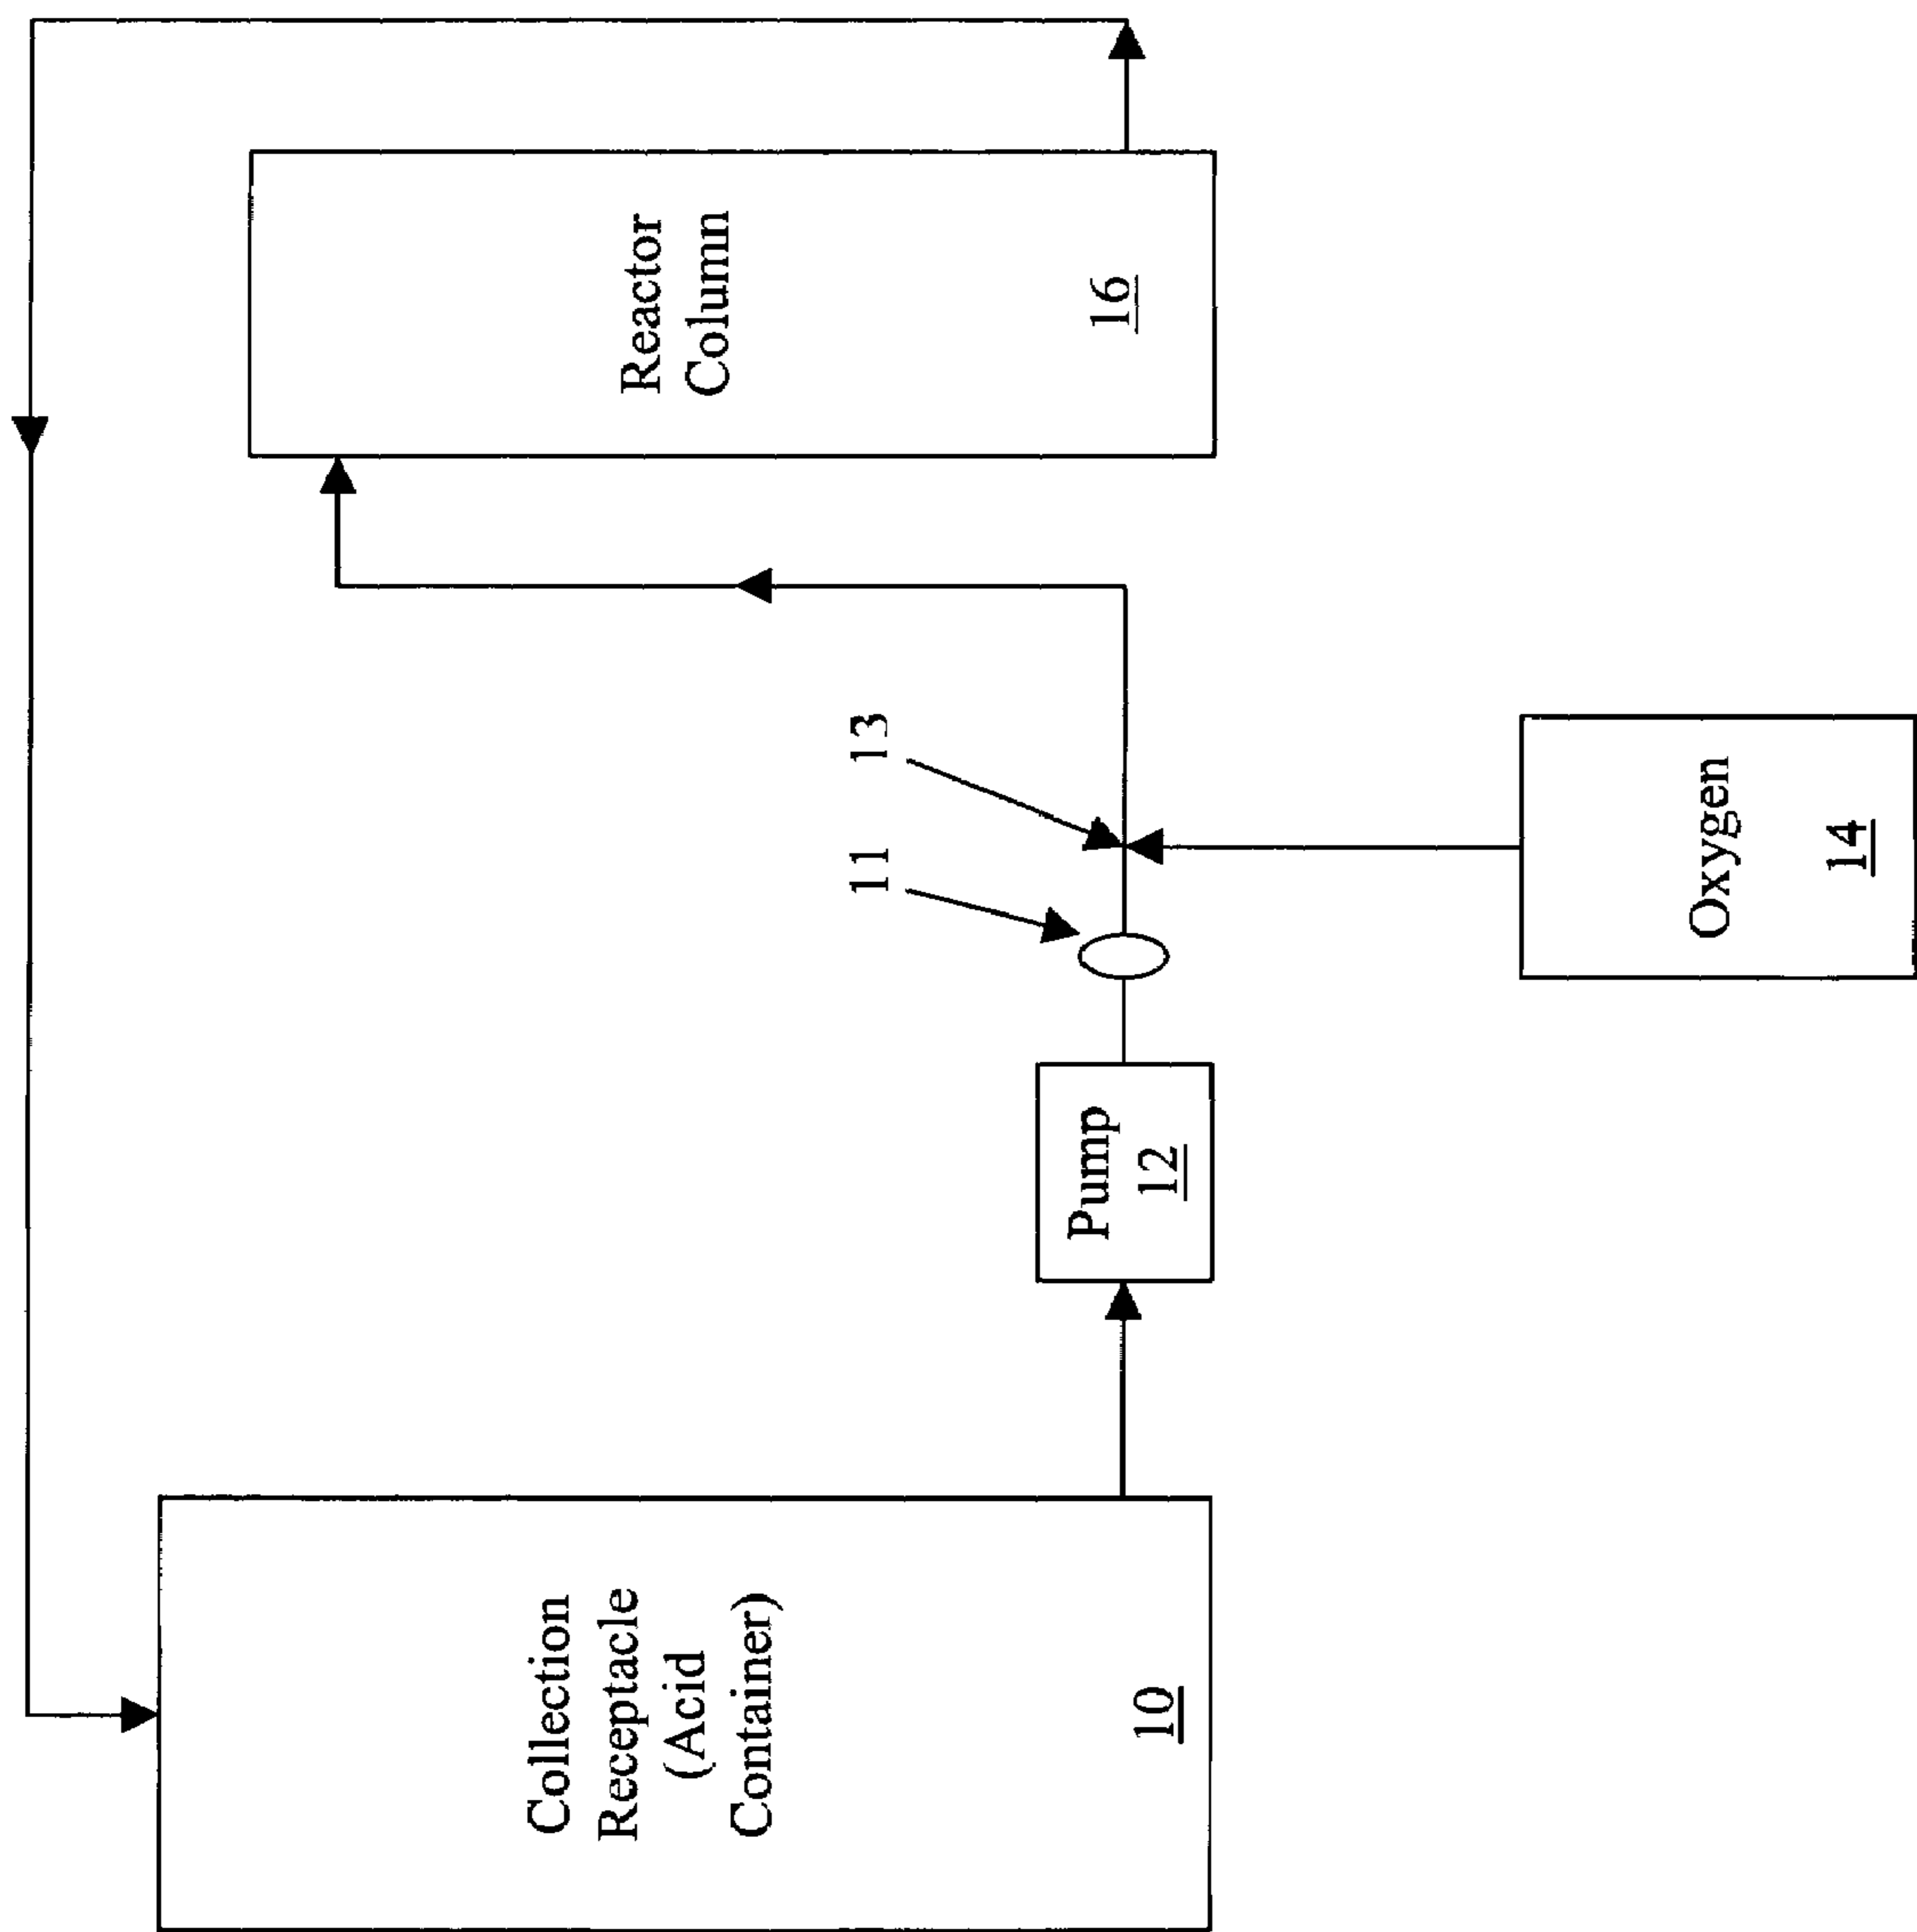 Collection
Receptacle
(Acid
Container)
10
Pump
12
11
13
Oxygen
14
Reactor
Column
16